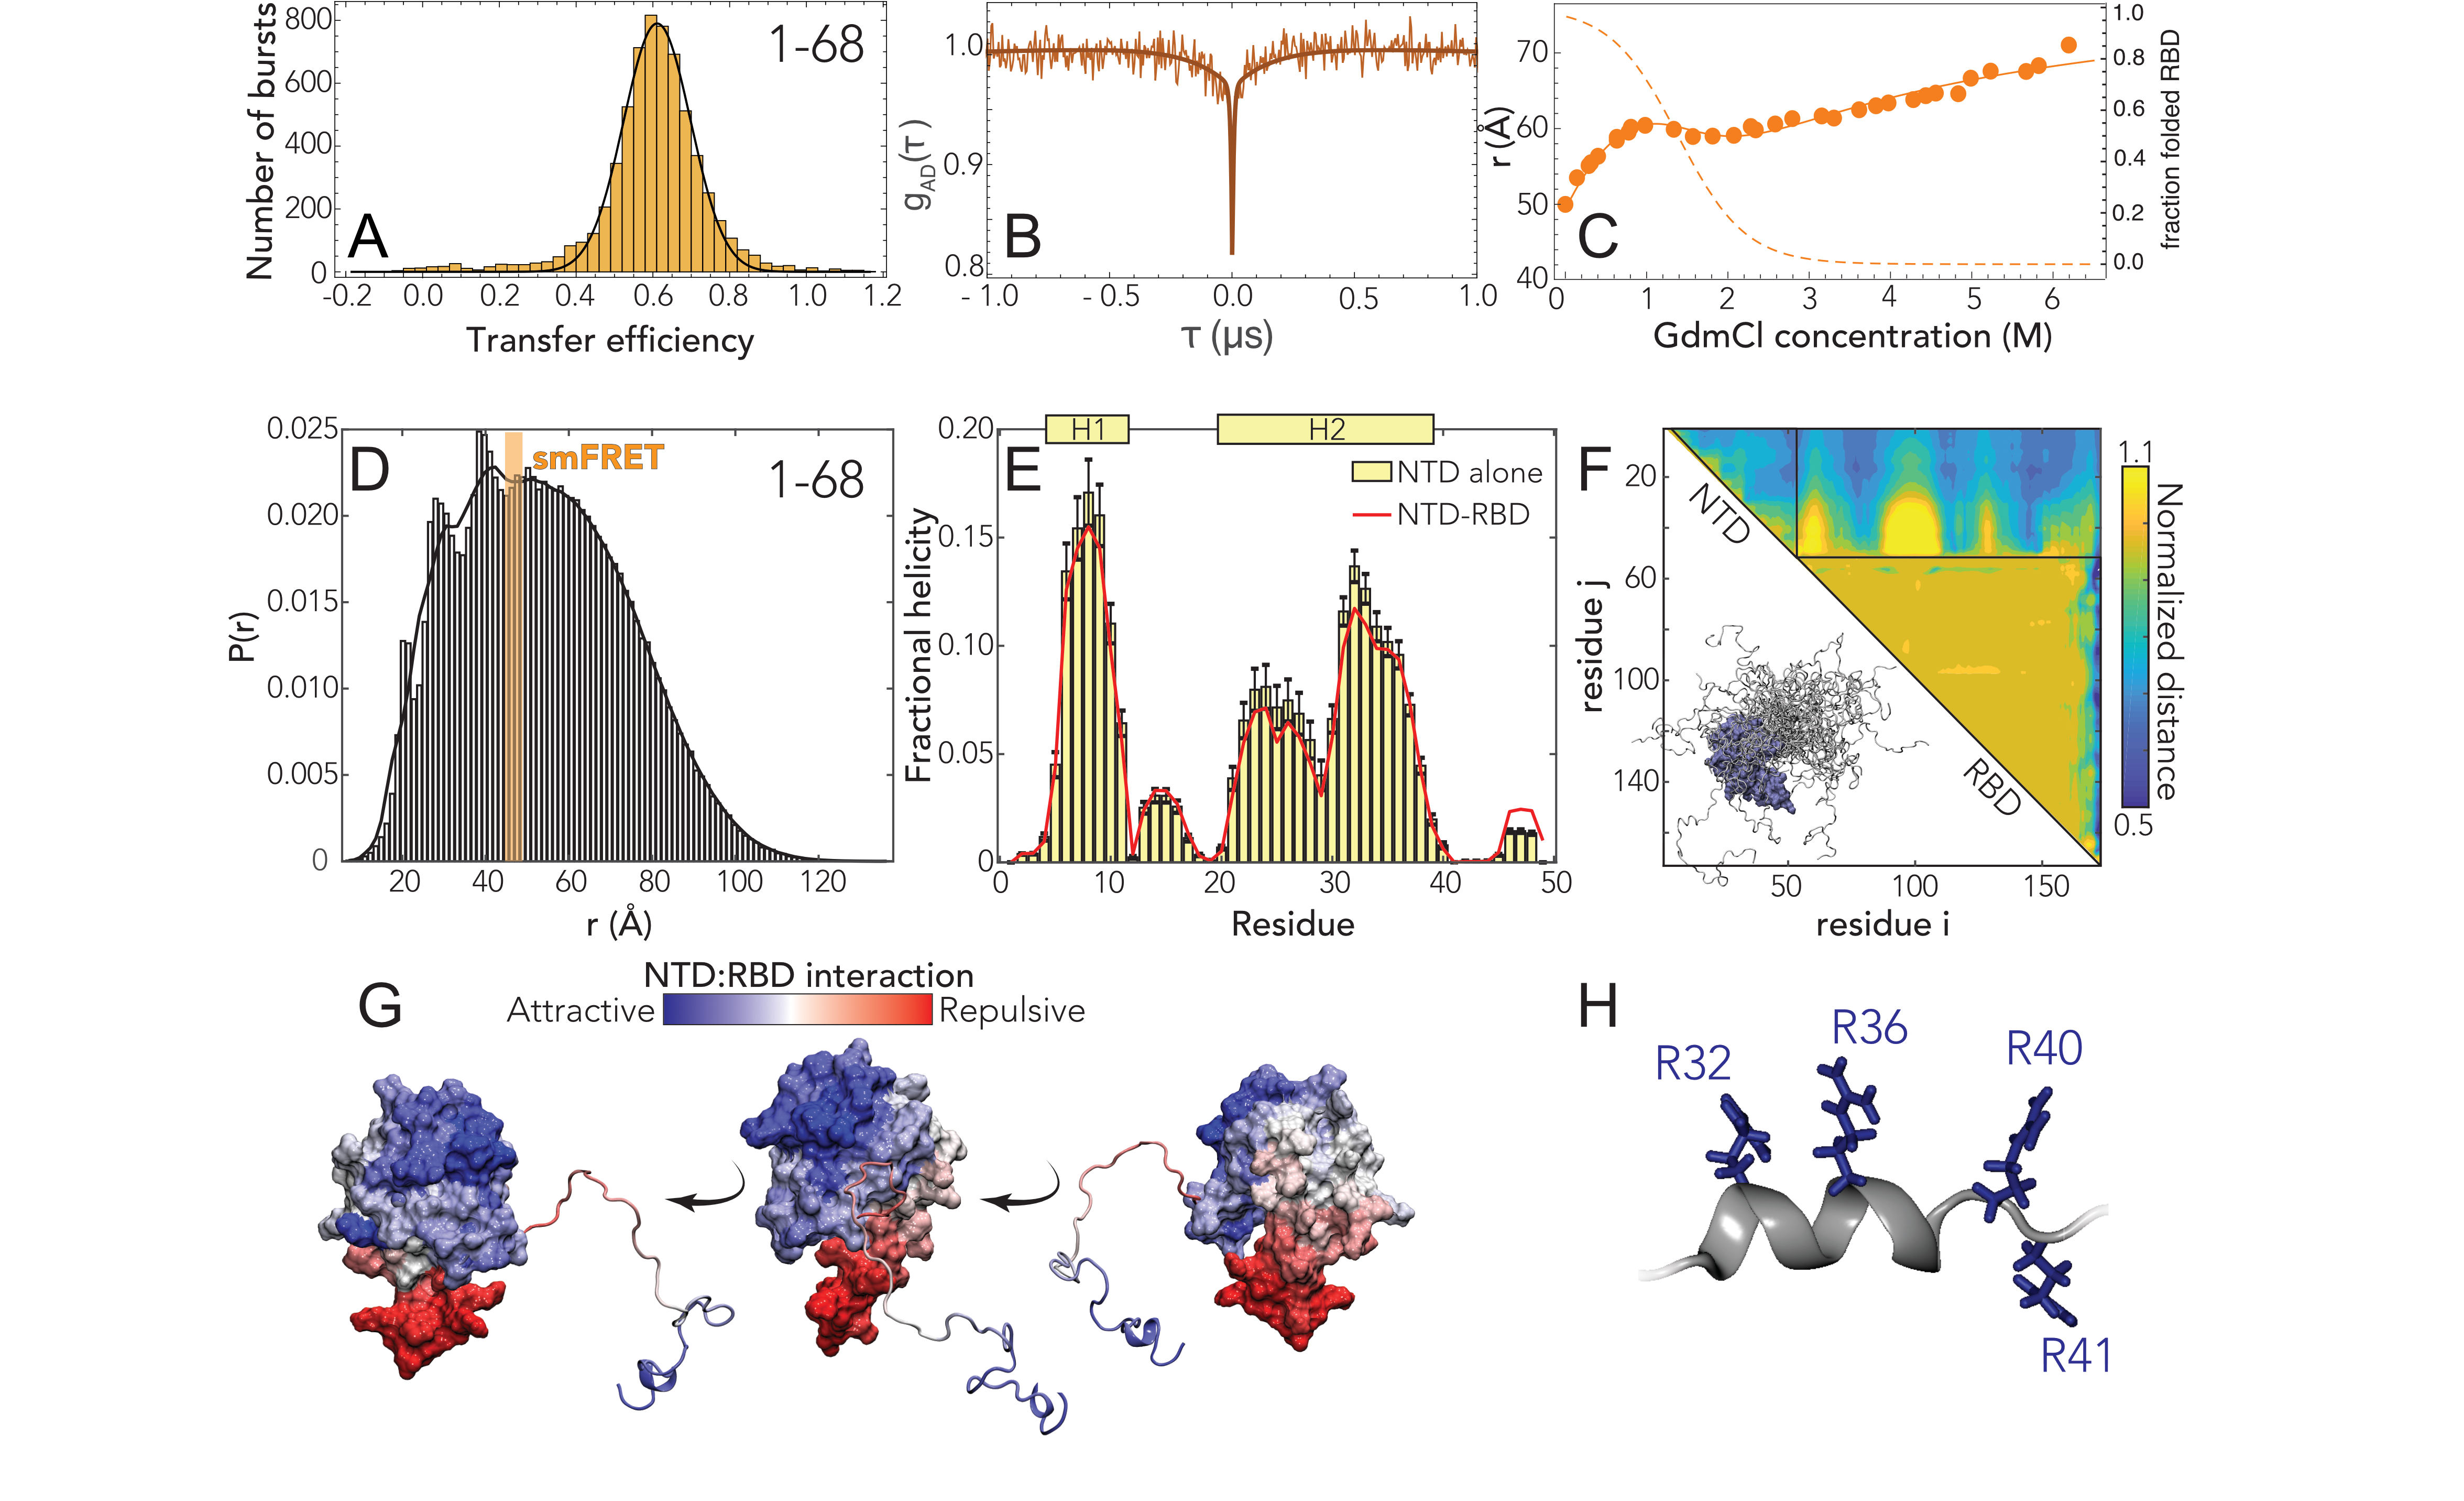 A
1-68
Number of bursts
800
600
400
200
0
-0.2 0.0 0.2 0.4 0.6 0.8 1.0 1.2
Transfer efficiency
B
gAD(τ)
1.0
0.9
0.8
-1.0 -0.5 0.0 0.5 1.0
τ (μs)
C
r (Å)
70
60
50
40
0 1 2 3 4 5 6
GdmCl concentration (M)
1.0
0.8
0.6
0.4
0.2
0.0
fraction folded RBD
D
smFRET
1-68
P(r)
0.025
0.020
0.015
0.010
0.005
0
20 40 60 80 100 120
r (Å)
E
H1 H2
NTD alone
NTD-RBD
Fractional helicity
0.20
0.15
0.10
0.05
0
0 10 20 30 40 50
Residue
F
NTD
RBD
residue j
20
60
100
140
50 100 150
residue i
1.1
Normalized distance
0.5
G
NTD:RBD interaction
Attractive Repulsive
H
R32
R36
R40
R41